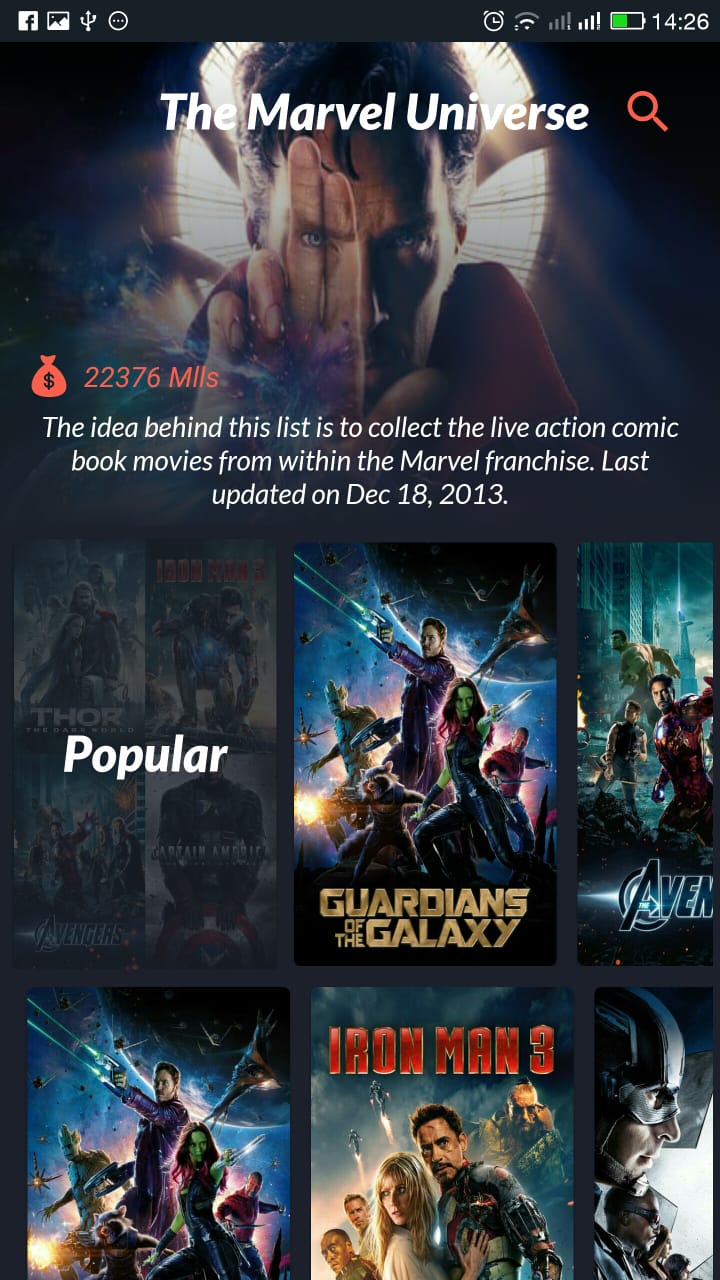 14:26
The Marvel Universe
22376 Mlls
The idea behind this list is to collect the live action comic
book movies from within the Marvel franchise. Last
updated on Dec 18, 2013.
IRON MAN 3
THOR
THE DARK WORLD
Popular
CAPTAIN AMERICA
AVENGERS
GUARDIANS
OF
THE GALAXY
THE AVEN
IRON MAN 3